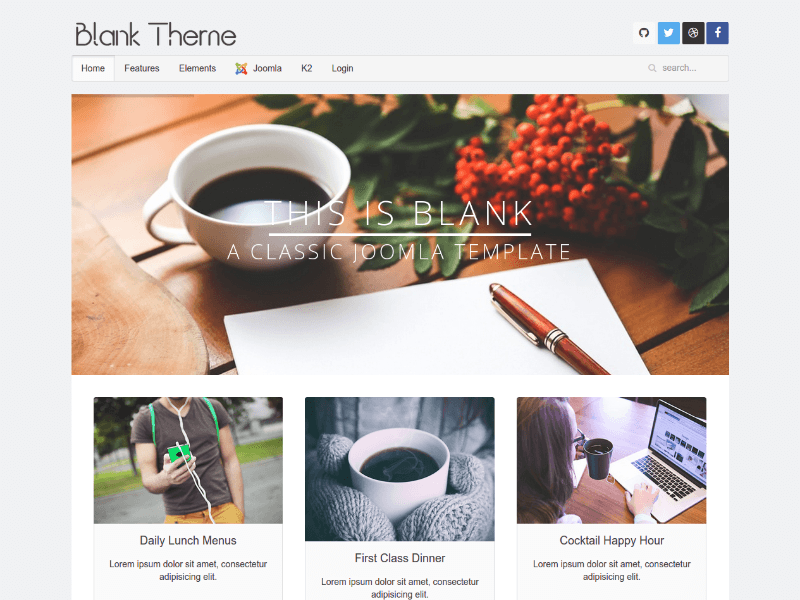 Blank Theme
Home Features Elements Joomla K2 Login search...
THIS IS BLANK
A CLASSIC JOOMLA TEMPLATE
Daily Lunch Menus
Lorem ipsum dolor sit amet, consectetur
adipisicing elit.
First Class Dinner
Lorem ipsum dolor sit amet, consectetur
adipisicing elit.
Cocktail Happy Hour
Lorem ipsum dolor sit amet, consectetur
adipisicing elit.